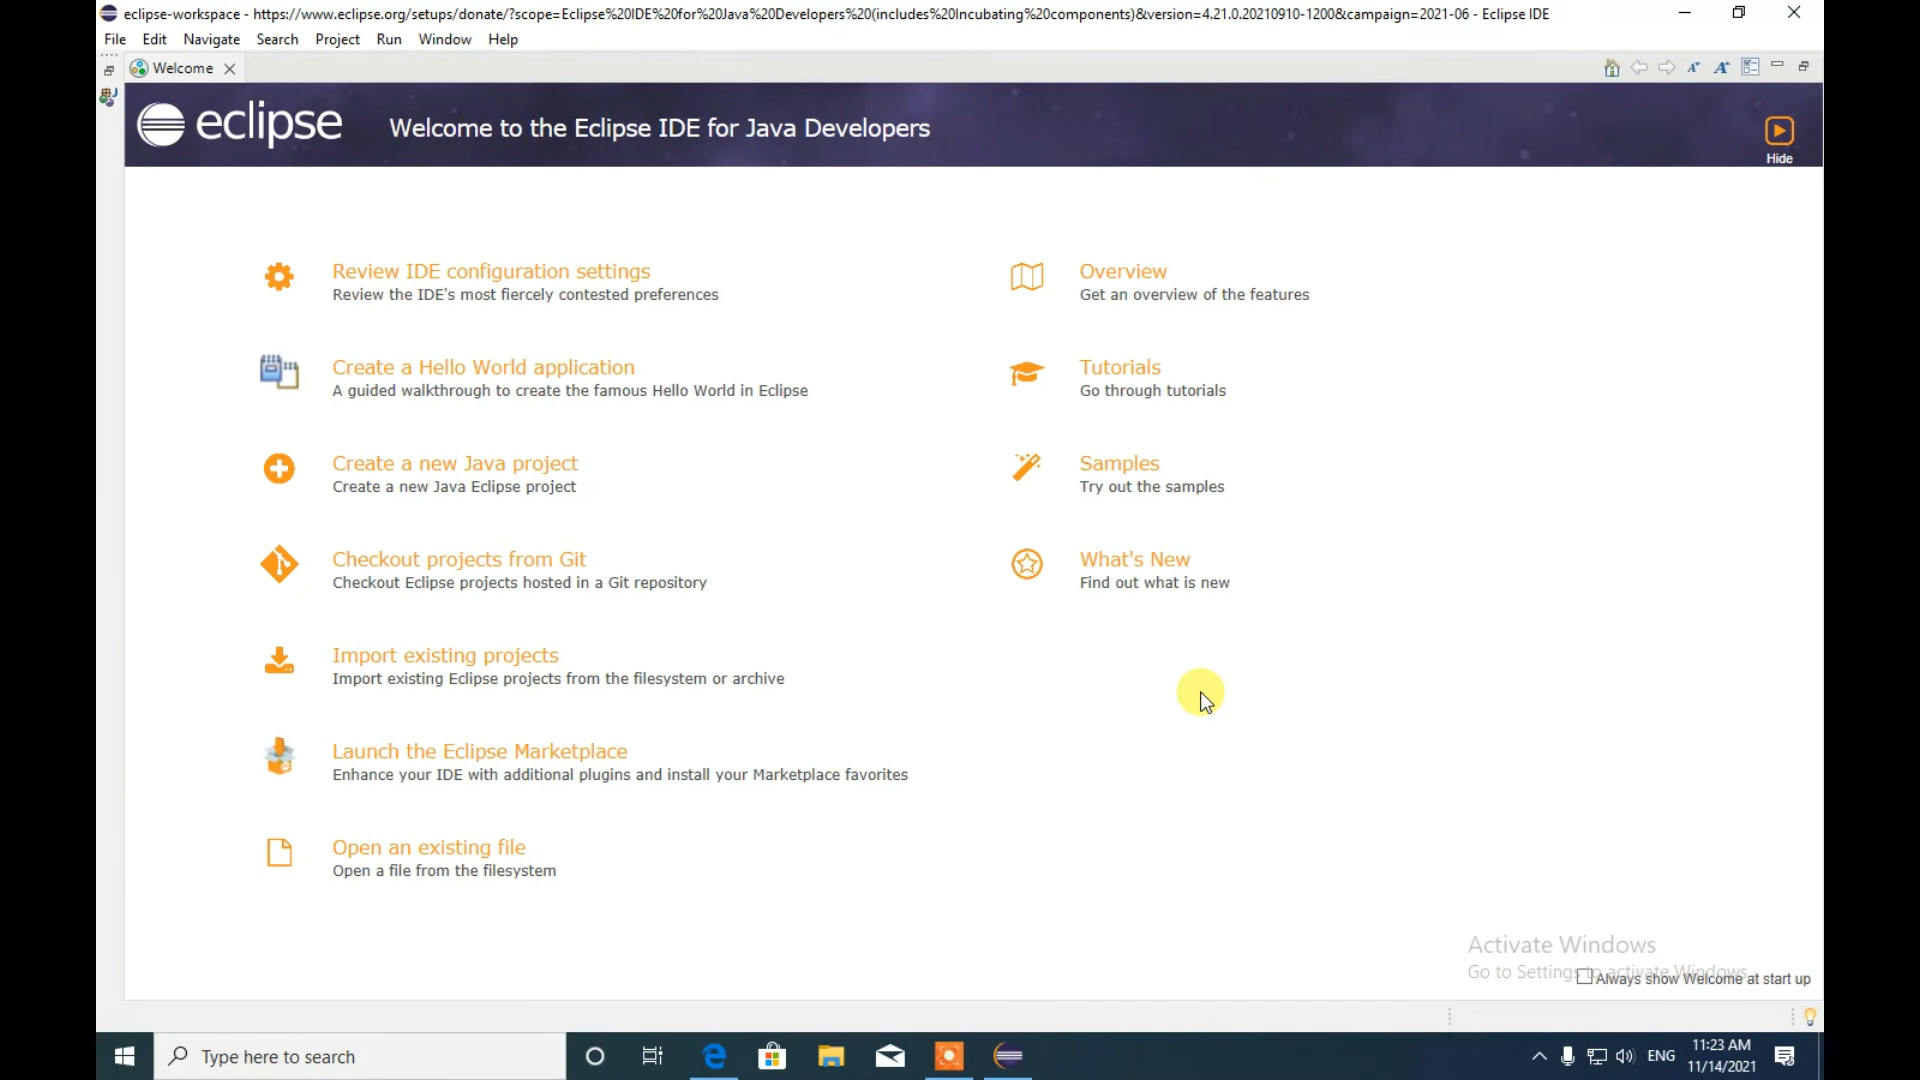 eclipse-workspace - https://www.eclipse.org/setups/donate/?scope=Eclipse%20IDE%20for%20Java%20Developers%20(includes%20Incubating%20components)&version=4.21.0.20210910-1200&campaign=2021-06 - Eclipse IDE
File Edit Navigate Search Project Run Window Help
Welcome
eclipse Welcome to the Eclipse IDE for Java Developers
Hide
Review IDE configuration settings
Review the IDE's most fiercely contested preferences
Create a Hello World application
A guided walkthrough to create the famous Hello World in Eclipse
Create a new Java project
Create a new Java Eclipse project
Checkout projects from Git
Checkout Eclipse projects hosted in a Git repository
Import existing projects
Import existing Eclipse projects from the filesystem or archive
Launch the Eclipse Marketplace
Enhance your IDE with additional plugins and install your Marketplace favorites
Open an existing file
Open a file from the filesystem
Overview
Get an overview of the features
Tutorials
Go through tutorials
Samples
Try out the samples
What's New
Find out what is new
Activate Windows
Go to Settings to activate Windows.
Always show Welcome at start up
Type here to search
ENG
11:23 AM
11/14/2021